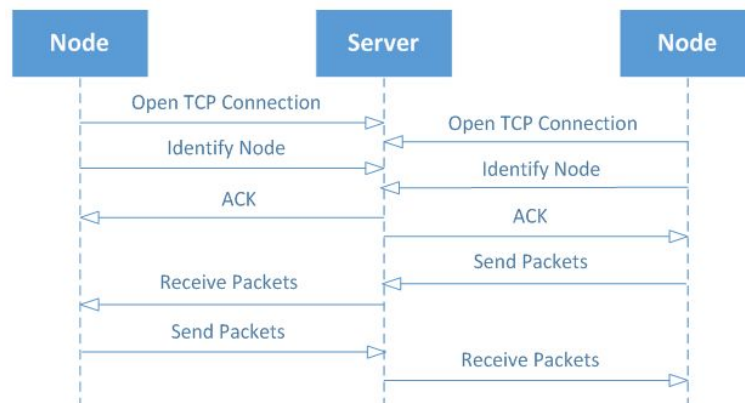 Node
Server
Node
Open TCP Connection
Open TCP Connection
Identify Node
Identify Node
ACK
ACK
Send Packets
Receive Packets
Send Packets
Receive Packets